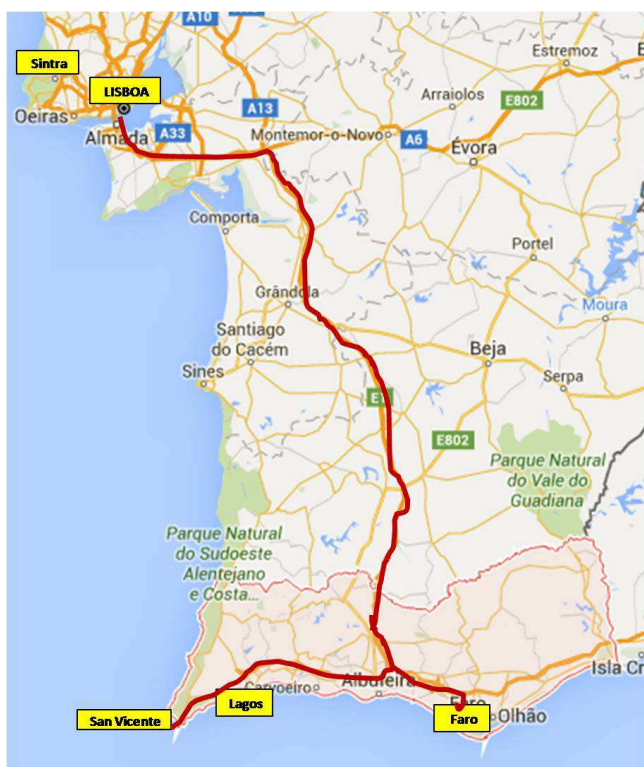 A10
Sintra
LISBOA
Oeiras
Almada
A33
A13
Montemor-o-Novo
A6
Arraiolos
Estremoz
E802
Évora
Comporta
Portel
Grândola
Moura
Santiago
do Cacém
Beja
Sines
Serpa
E802
Parque Natural
do Vale do
Guadiana
Parque Natural
do Sudoeste
Alentejano
e Costa...
Isla Cr
Albufeira
Carvoeiro
Lagos
San Vicente
Faro
Olhão